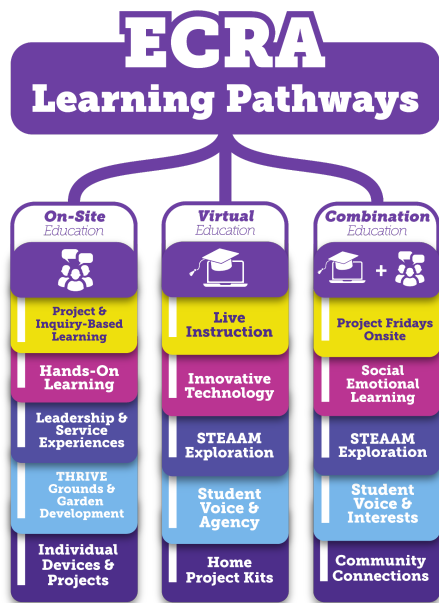 ECRA
Learning Pathways
On-Site
Education
Project &
Inquiry-Based
Learning
Hands-On
Learning
Leadership &
Service
Experiences
THRIVE
Grounds &
Garden
Development
Individual
Devices &
Projects
Virtual
Education
Live
Instruction
Innovative
Technology
STEAAM
Exploration
Student
Voice &
Agency
Home
Project Kits
Combination
Education
+
Project Fridays
Onsite
Social
Emotional
Learning
STEAAM
Exploration
Student
Voice &
Interests
Community
Connections